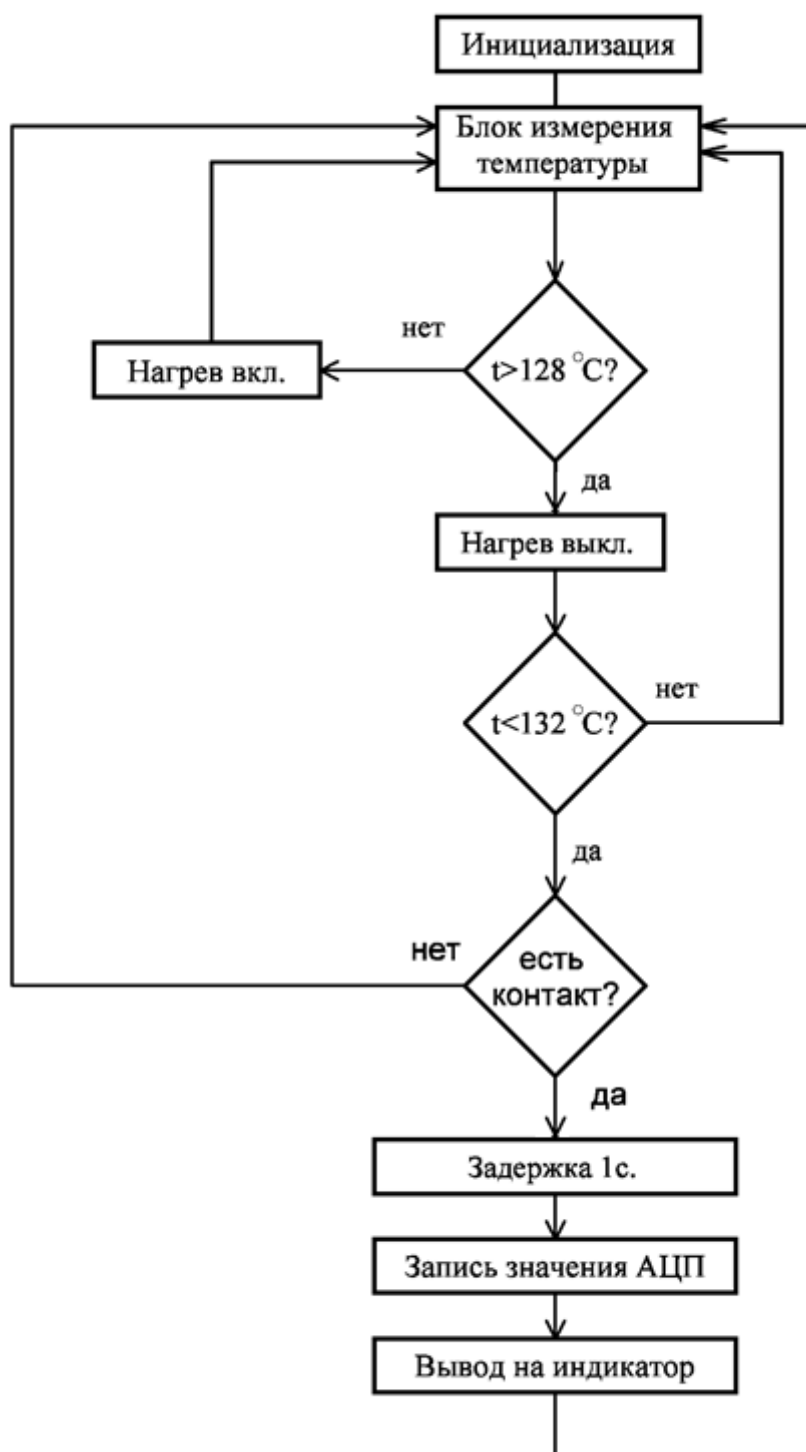 Инициализация
Блок измерения
температуры
нет
t>128 °C?
Нагрев вкл.
да
Нагрев выкл.
t<132 °C?
нет
да
нет
есть
контакт?
да
Задержка 1с.
Запись значения АЦП
Вывод на индикатор